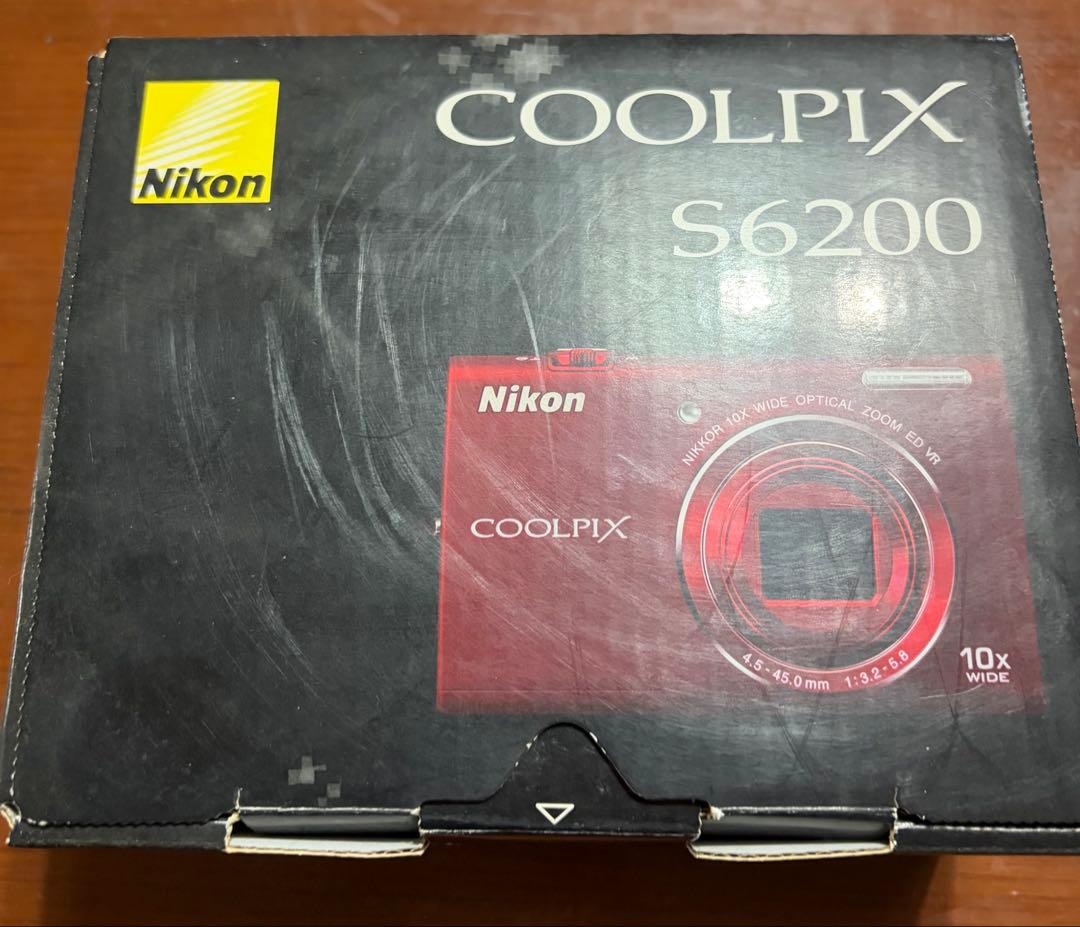 Nikon
COOLPIX
S6200
Nikon
NIKKOR 10X WIDE OPTICAL ZOOM ED VR
COOLPIX
4.5-45.0mm 1:3.2-5.8
10x
WIDE